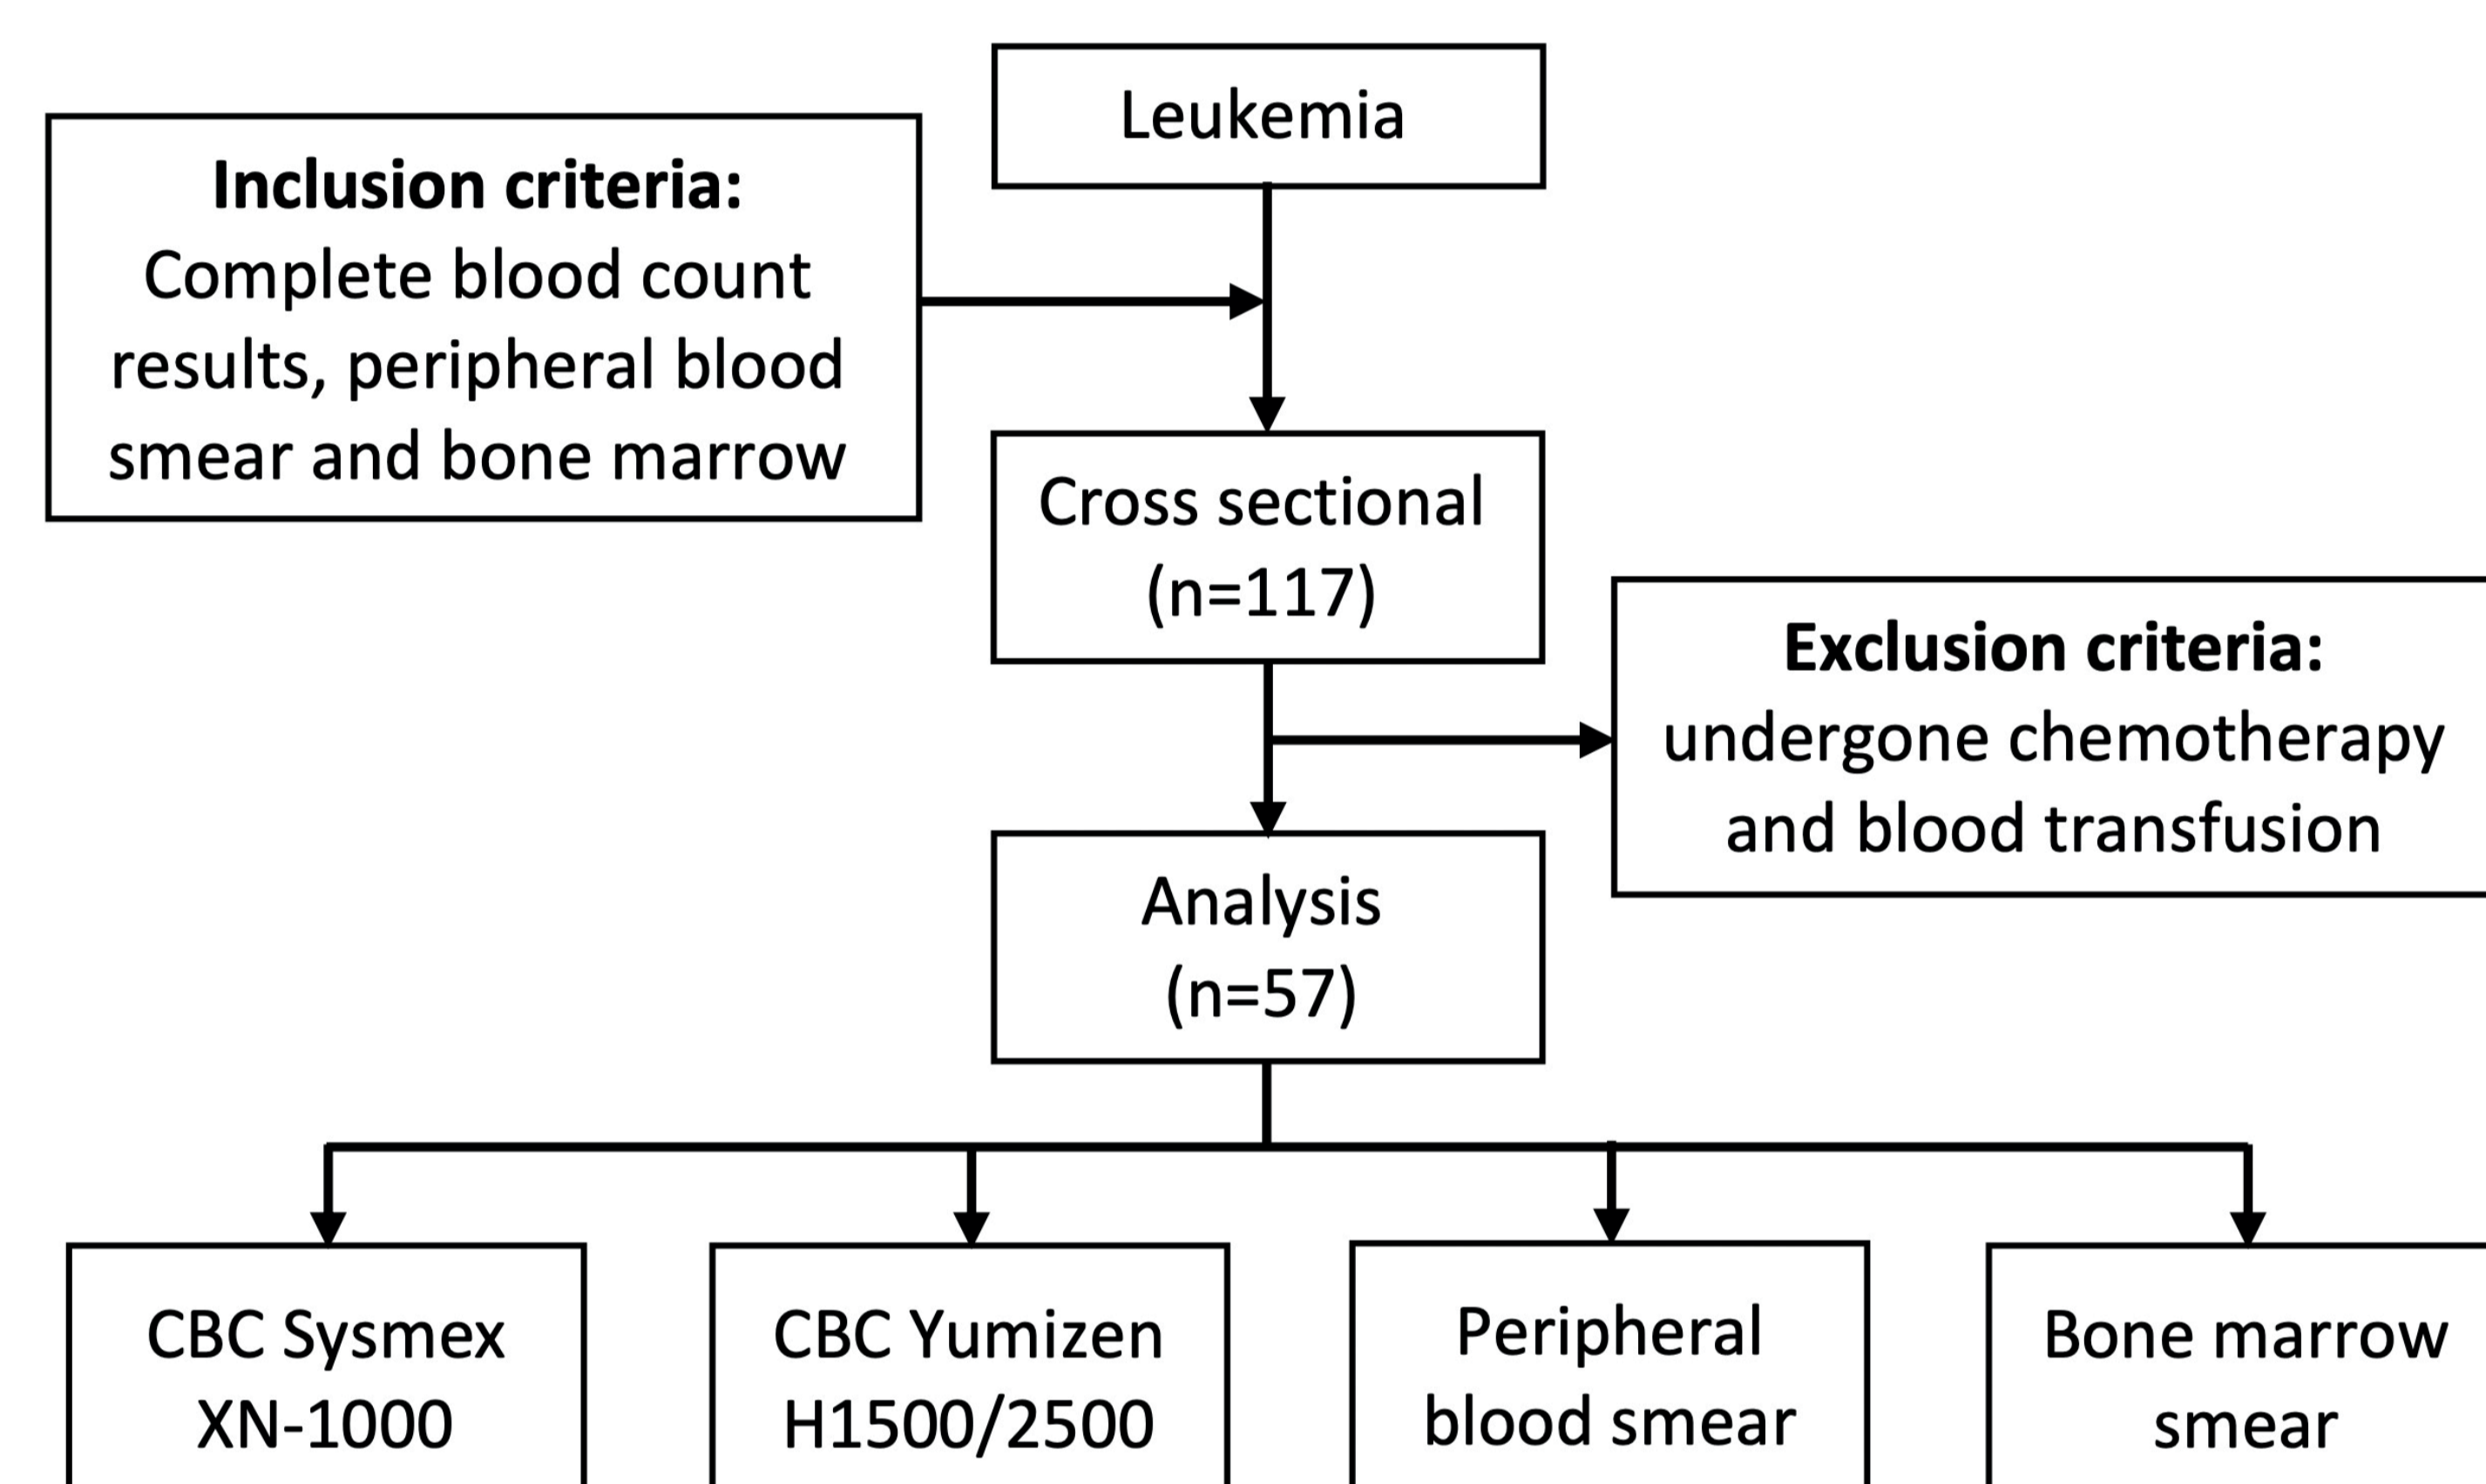 Leukemia
Inclusion criteria:
Complete blood count
results, peripheral blood
smear and bone marrow
Cross sectional
(n=117)
Exclusion criteria:
undergone chemotherapy
and blood transfusion
Analysis
(n=57)
CBC Sysmex
XN-1000
CBC Yumizen
H1500/2500
Peripheral
blood smear
Bone marrow
smear